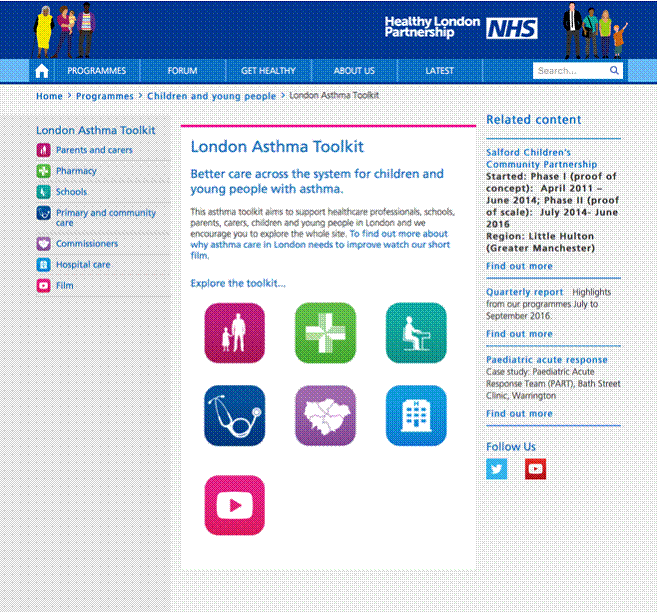 Healthy London
Partnership
NHS
PROGRAMMES
FORUM
GET HEALTHY
ABOUT US
LATEST
Search...
Home > Programmes > Children and young people > London Asthma Toolkit
London Asthma Toolkit
Parents and carers
Pharmacy
Schools
Primary and community
care
Commissioners
Hospital care
Film
London Asthma Toolkit
Better care across the system for children and
young people with asthma.
This asthma toolkit aims to support healthcare professionals, schools,
parents, carers, children and young people in London and we
encourage you to explore the whole site. To find out more about
why asthma care in London needs to improve watch our short
film.
Explore the toolkit...
H
Related content
Salford Children's
Community Partnership
Started: Phase I (proof of
concept): April 2011 –
June 2014; Phase II (proof
of scale): July 2014- June
2016
Region: Little Hulton
(Greater Manchester)
Find out more
Quarterly report Highlights
from our programmes July to
September 2016.
Find out more
Paediatric acute response
Case study: Paediatric Acute
Response Team (PART), Bath Street
Clinic, Warrington
Find out more
Follow Us